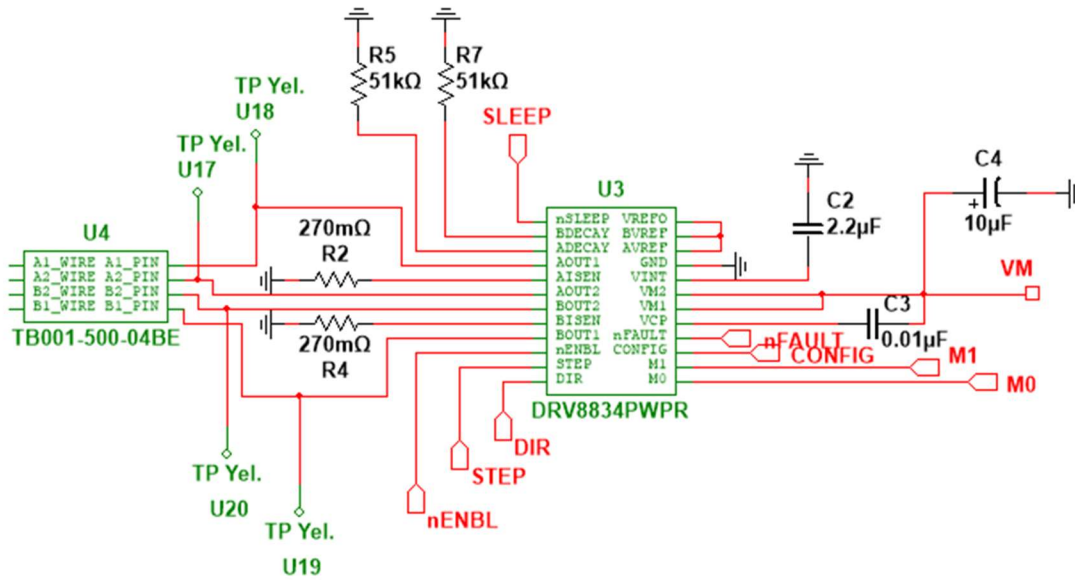 R5
51kΩ
R7
51kΩ
TP Yel.
U18
TP Yel.
U17
SLEEP
U3
C4
10µF
C2
2.2µF
VM
U4
A1_WIRE A1_PIN
A2_WIRE A2_PIN
B2_WIRE B2_PIN
B1_WIRE B1_PIN
TB001-500-04BE
270mΩ
R2
270mΩ
R4
nSLEEP VREFO
BDECAY BVREF
ADECAY AVREF
AOUT1 GND
AISEN VINT
AOUT2 VM2
BOUT2 VM1
BISEN VCP
BOUT1 nFAULT
nENBL CONFIG
STEP M1
DIR M0
DRV8834PWPR
C3
0.01µF
nFAULT
CONFIG
M1
M0
DIR
STEP
nENBL
TP Yel.
U20
TP Yel.
U19